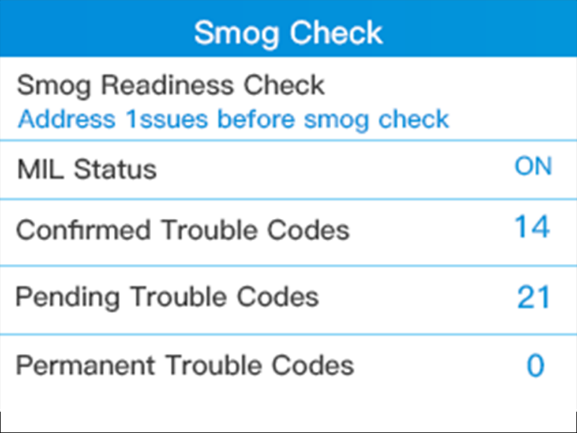 Smog Check
Smog Readiness Check
Address 1ssues before smog check
MIL Status ON
Confirmed Trouble Codes 14
Pending Trouble Codes 21
Permanent Trouble Codes 0